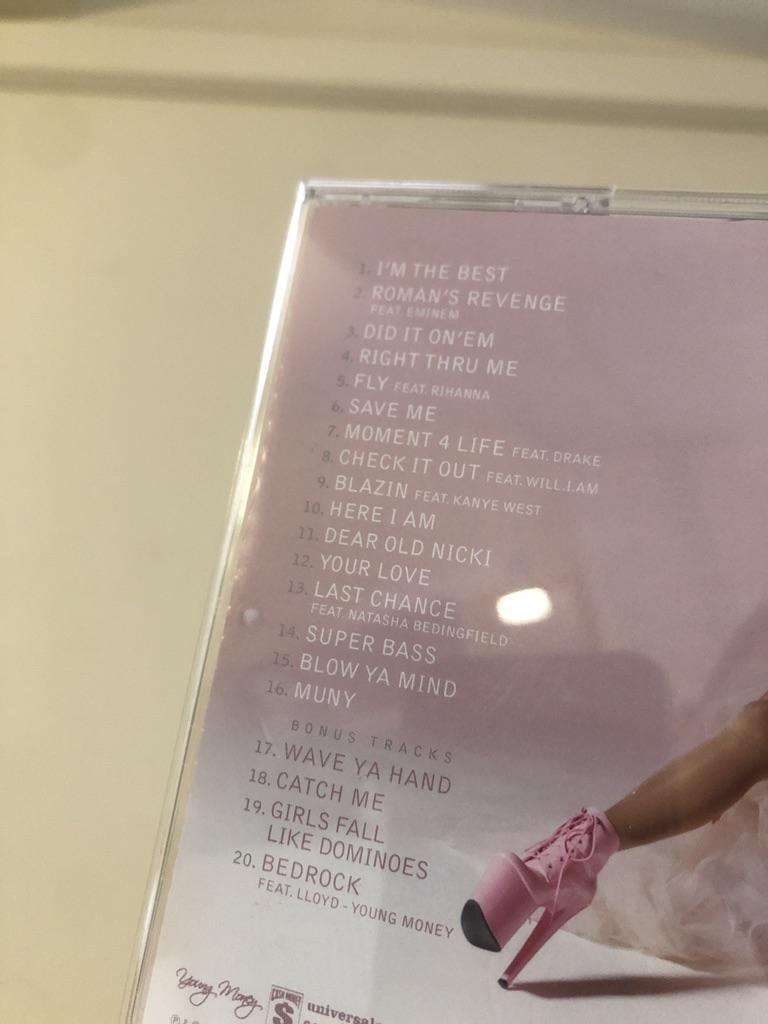 1. I'M THE BEST
2. ROMAN'S REVENGE
FEAT. EMINEM
3. DID IT ON'EM
4. RIGHT THRU ME
5. FLY FEAT. RIHANNA
6. SAVE ME
7. MOMENT 4 LIFE FEAT. DRAKE
8. CHECK IT OUT FEAT. WILL.I.AM
9. BLAZIN FEAT. KANYE WEST
10. HERE I AM
11. DEAR OLD NICKI
12. YOUR LOVE
13. LAST CHANCE
FEAT. NATASHA BEDINGFIELD
14. SUPER BASS
15. BLOW YA MIND
16. MUNY
BONUS TRACKS
17. WAVE YA HAND
18. CATCH ME
19. GIRLS FALL
LIKE DOMINOES
20. BEDROCK
FEAT. LLOYD - YOUNG MONEY
Young Money
CASH MONEY
$
universal